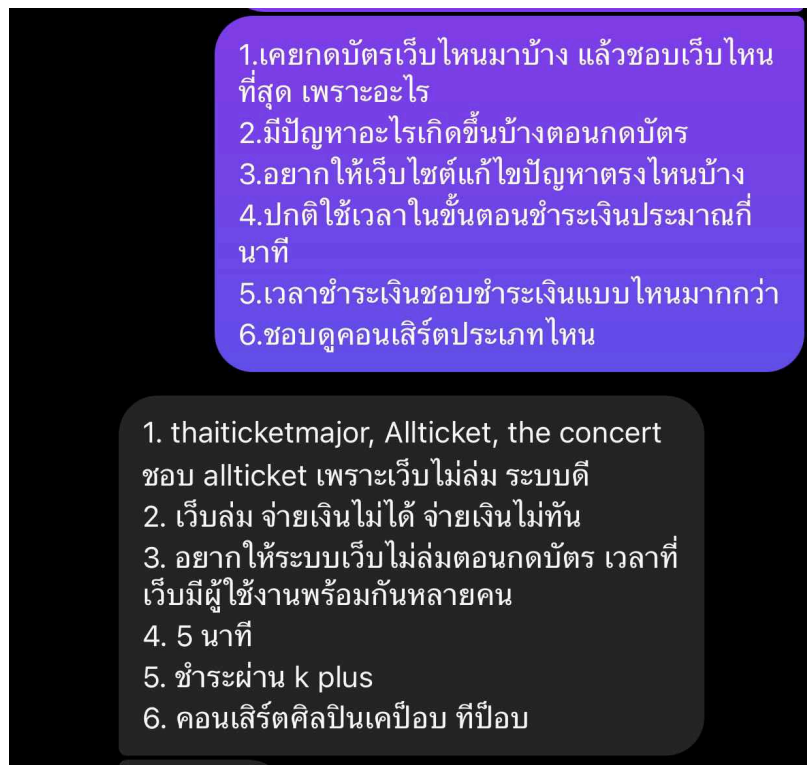 1.เคยกดบัตรเว็บไหนมาบ้าง แล้วชอบเว็บไหน
ที่สุด เพราะอะไร
2.มีปัญหาอะไรเกิดขึ้นบ้างตอนกดบัตร
3.อยากให้เว็บไซต์แก้ไขปัญหาตรงไหนบ้าง
4.ปกติใช้เวลาในขั้นตอนชำระเงินประมาณกี่
นาที
5.เวลาชำระเงินชอบชำระเงินแบบไหนมากกว่า
6.ชอบดูคอนเสิร์ตประเภทไหน
1. thaiticketmajor, Allticket, the concert
ชอบ allticket เพราะเว็บไม่ล่ม ระบบดี
2. เว็บล่ม จ่ายเงินไม่ได้ จ่ายเงินไม่ทัน
3. อยากให้ระบบเว็บไม่ล่มตอนกดบัตร เวลาที่
เว็บมีผู้ใช้งานพร้อมกันหลายคน
4. 5 นาที
5. ชำระผ่าน k plus
6. คอนเสิร์ตศิลปินเคป็อบ ทีป็อบ